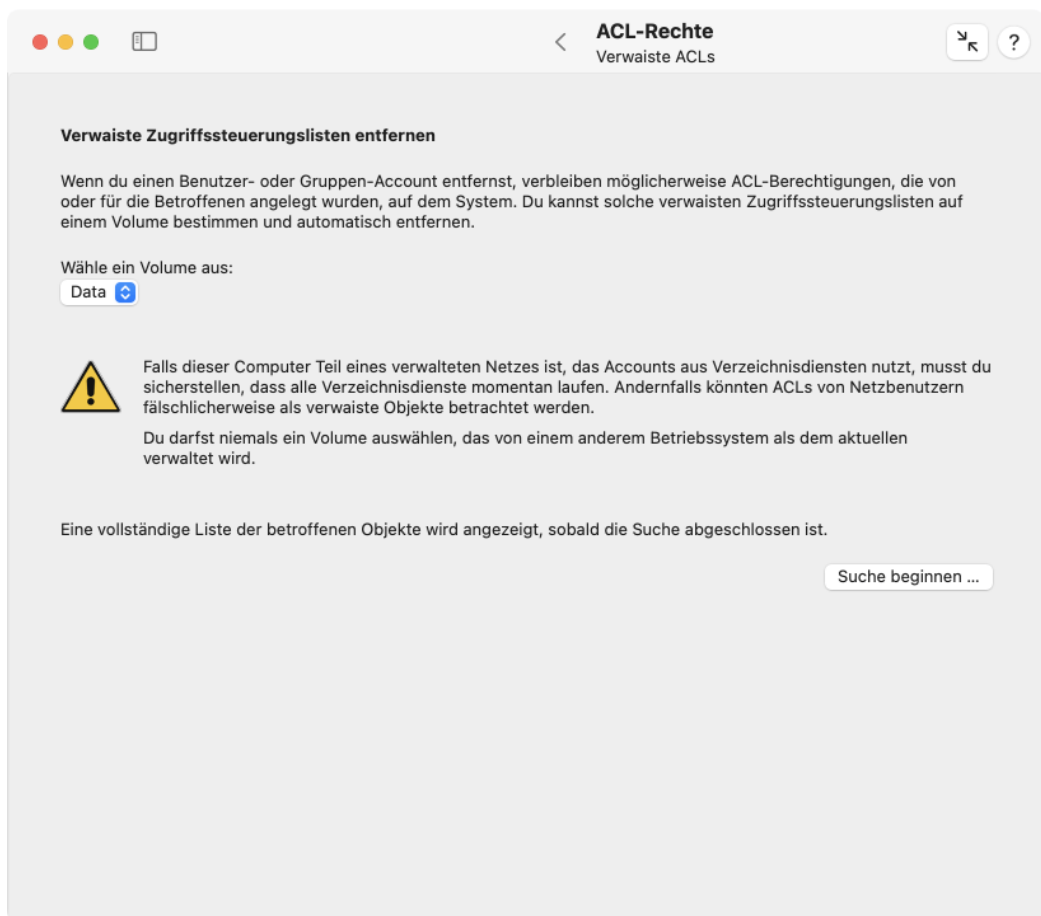 ACL-Rechte
Verwaiste ACLs
?
Verwaiste Zugriffssteuerungslisten entfernen
Wenn du einen Benutzer- oder Gruppen-Account entfernst, verbleiben möglicherweise ACL-Berechtigungen, die von
oder für die Betroffenen angelegt wurden, auf dem System. Du kannst solche verwaisten Zugriffssteuerungslisten auf
einem Volume bestimmen und automatisch entfernen.
Wähle ein Volume aus:
Data
Falls dieser Computer Teil eines verwalteten Netzes ist, das Accounts aus Verzeichnisdiensten nutzt, musst du
sicherstellen, dass alle Verzeichnisdienste momentan laufen. Andernfalls könnten ACLs von Netzbenutzern
fälschlicherweise als verwaiste Objekte betrachtet werden.
Du darfst niemals ein Volume auswählen, das von einem anderem Betriebssystem als dem aktuellen
verwaltet wird.
Eine vollständige Liste der betroffenen Objekte wird angezeigt, sobald die Suche abgeschlossen ist.
Suche beginnen ...